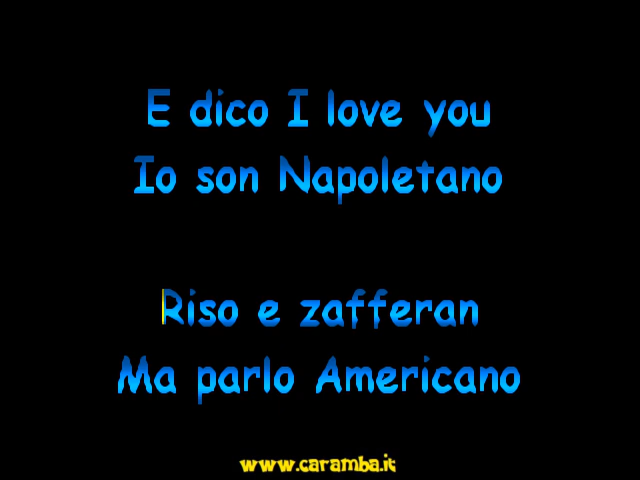 E dico I love you
Io son Napoletano
Riso e zafferan
Ma parlo Americano
www.caramba.it